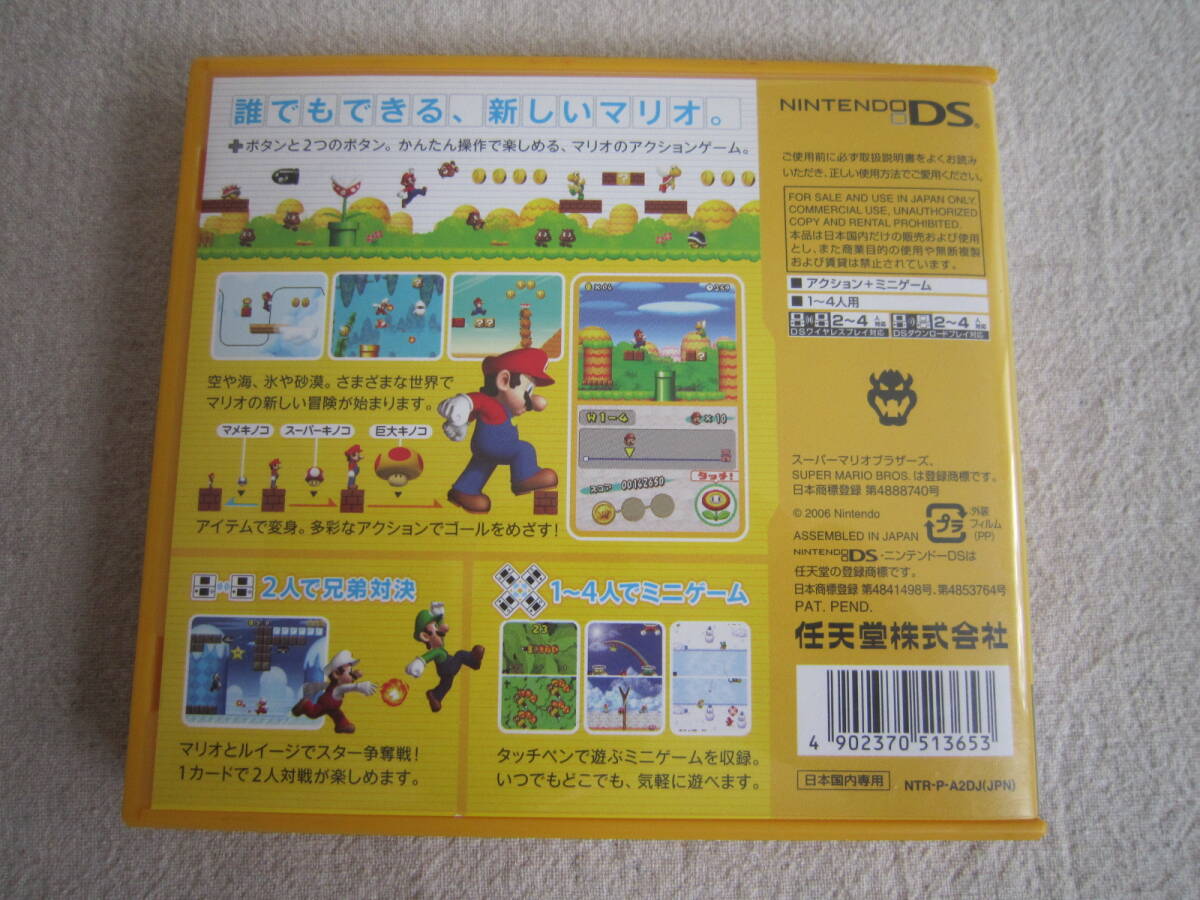 誰でもできる、新しいマリオ。
✚ボタンと2つのボタン。かんたん操作で楽しめる、マリオのアクションゲーム。
空や海、氷や砂漠。さまざまな世界で
マリオの新しい冒険が始まります。
マメキノコ
スーパーキノコ
巨大キノコ
アイテムで変身。多彩なアクションでゴールをめざす!
×06
259
W1-4
×10
スコア 00142650
タッチ!
2人で兄弟対決
マリオとルイージでスター争奪戦!
1カードで2人対戦が楽しめます。
1~4人でミニゲーム
23
タッチペンで遊ぶミニゲームを収録。
いつでもどこでも、気軽に遊べます。
NINTENDO DS®
ご使用前に必ず取扱説明書をよくお読み
いただき、正しい使用方法でご愛用ください。
FOR SALE AND USE IN JAPAN ONLY.
COMMERCIAL USE, UNAUTHORIZED
COPY AND RENTAL PROHIBITED.
本品は日本国内だけの販売および使用
とし、また商業目的の使用や無断複製
および賃貸は禁止されています。
■ アクション+ミニゲーム
■ 1~4人用
2~4人対応
DSワイヤレスプレイ対応
2~4人対応
DSダウンロードプレイ対応
スーパーマリオブラザーズ、
SUPER MARIO BROS. は登録商標です。
日本商標登録 第4888740号
© 2006 Nintendo
ASSEMBLED IN JAPAN
プラ
外装
フィルム
(PP)
NINTENDO DS・ニンテンドーDSは
任天堂の登録商標です。
日本商標登録 第4841498号、第4853764号
PAT. PEND.
任天堂株式会社
4 902370 513653
日本国内専用
NTR-P-A2DJ(JPN)